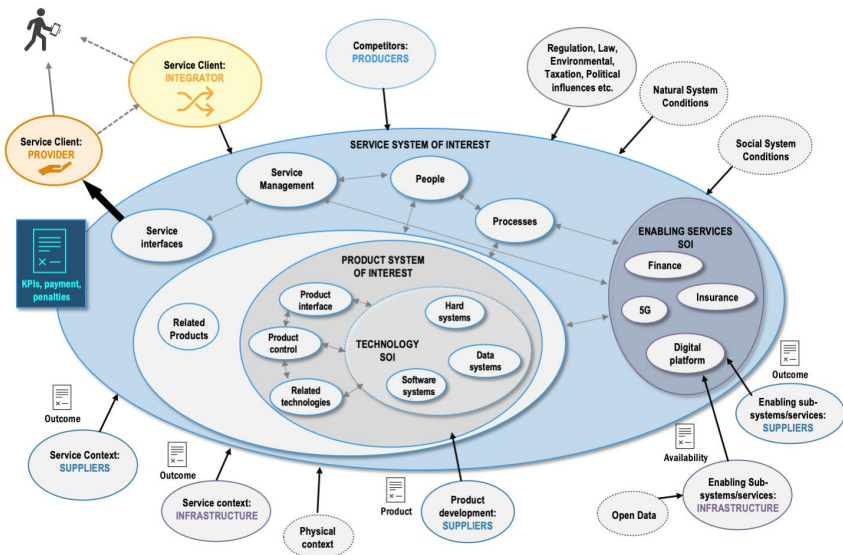 Service Client:
INTEGRATOR
Competitors:
PRODUCERS
Regulation, Law,
Environmental,
Taxation, Political
influences etc.
Natural System
Conditions
Social System
Conditions
Service Client:
PROVIDER
SERVICE SYSTEM OF INTEREST
Service
Management
People
Processes
Service
interfaces
KPIs, payment,
penalties
ENABLING SERVICES
SOI
Finance
Insurance
5G
Digital
platform
PRODUCT SYSTEM
OF INTEREST
Product
interface
Hard
systems
Related
Products
Product
control
TECHNOLOGY
SOI
Data
systems
Related
technologies
Software
systems
Outcome
Service Context:
SUPPLIERS
Outcome
Service context:
INFRASTRUCTURE
Physical
context
Product
Product
development:
SUPPLIERS
Outcome
Enabling sub-
systems/services:
SUPPLIERS
Availability
Enabling Sub-
systems/services:
INFRASTRUCTURE
Open Data